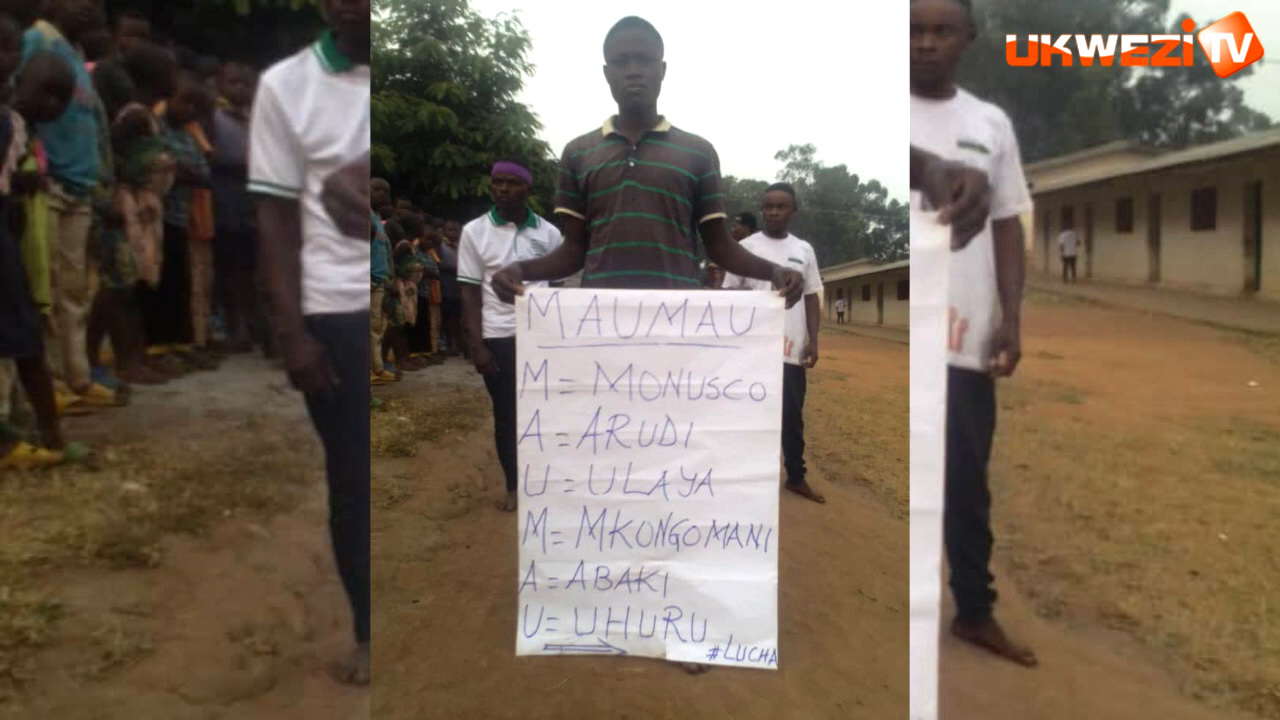 UKWEZI TV
MAUMAU
M = MONUSCO
A = ARUDI
U = ULAYA
M = MKONGOMANI
A = ABAKI
U = UHURU
#LUCHA